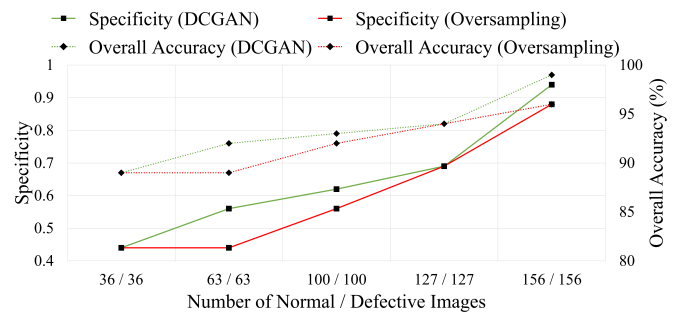 Specificity (DCGAN) Specificity (Oversampling)
Overall Accuracy (DCGAN) Overall Accuracy (Oversampling)
1 100
0.9
95
0.8
0.7 90
0.6
85
0.5
0.4 80
Specificity
Overall Accuracy (%)
36 / 36 63 / 63 100 / 100 127 / 127 156 / 156
Number of Normal / Defective Images